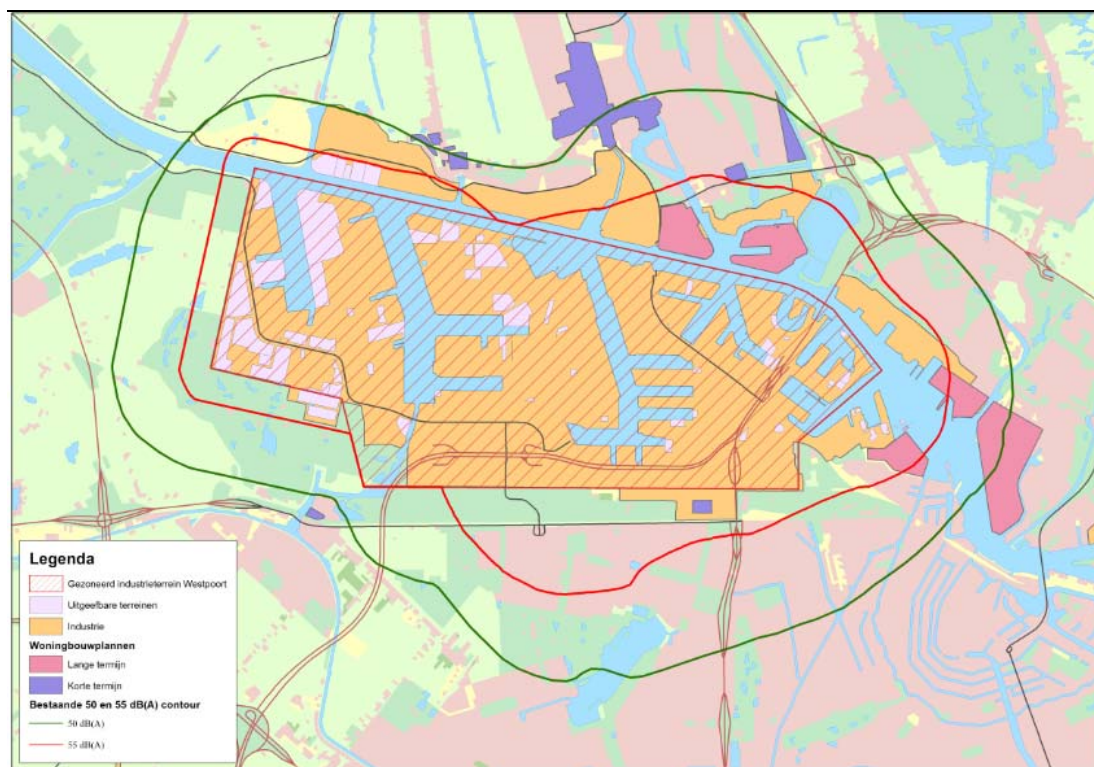 Legenda
Gezoneerd industrieterrein Westpoort
Uitgeefbare terreinen
Industrie
Woningbouwplannen
Lange termijn
Korte termijn
Bestaande 50 en 55 dB(A) contour
50 dB(A)
55 dB(A)